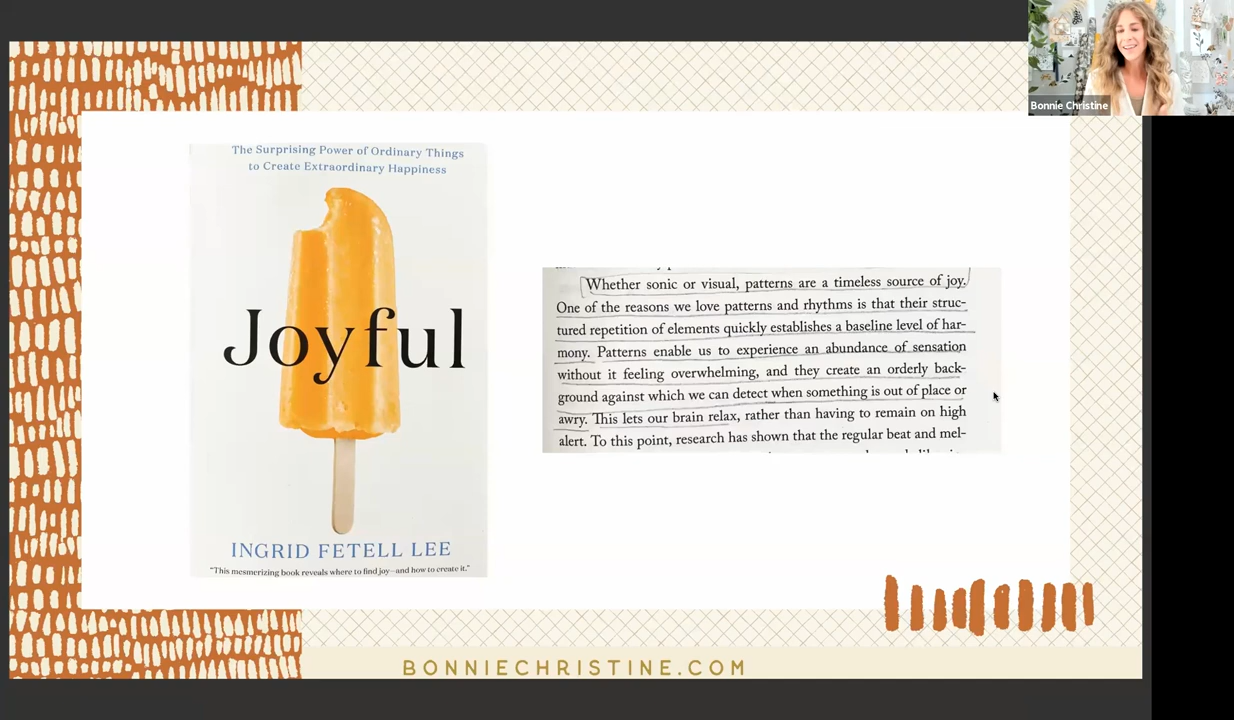 Bonnie Christine
The Surprising Power of Ordinary Things
to Create Extraordinary Happiness
Joyful
INGRID FETELL LEE
"This mesmerizing book reveals where to find joy—and how to create it."
Whether sonic or visual, patterns are a timeless source of joy.
One of the reasons we love patterns and rhythms is that their struc-
tured repetition of elements quickly establishes a baseline level of har-
mony. Patterns enable us to experience an abundance of sensation
without it feeling overwhelming, and they create an orderly back-
ground against which we can detect when something is out of place or
awry. This lets our brain relax, rather than having to remain on high
alert. To this point, research has shown that the regular beat and mel-
BONNIECHRISTINE.COM